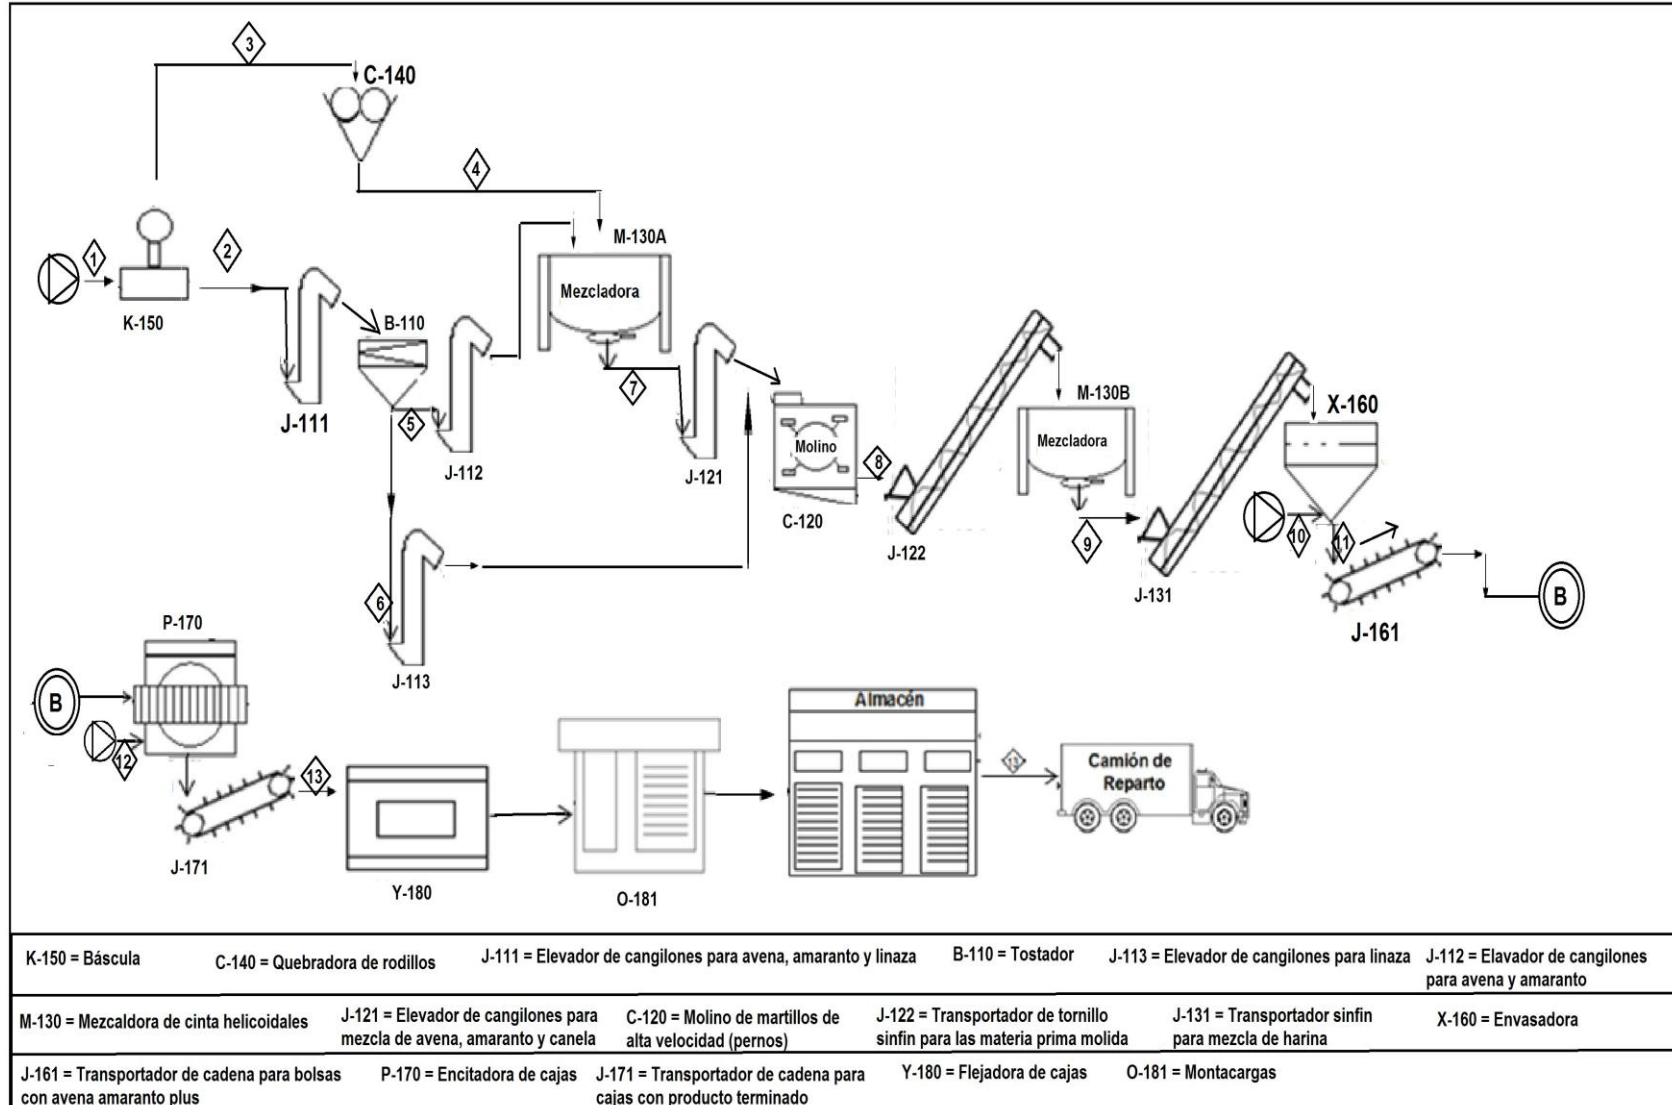 3
C-140
4
M-130A
1
2
Mezcladora
K-150
B-110
J-111
5
J-112
7
J-121
Molino
C-120
8
J-122
M-130B
Mezcladora
9
J-131
X-160
10
11
J-161
B
6
J-113
P-170
B
12
13
J-171
Y-180
O-181
Almacén
13
Camión de
Reparto
K-150 = Báscula
C-140 = Quebradora de rodillos
J-111 = Elevador de cangilones para avena, amaranto y linaza
B-110 = Tostador
J-113 = Elevador de cangilones para linaza
J-112 = Elavador de cangilones
para avena y amaranto
M-130 = Mezcaldora de cinta helicoidales
J-121 = Elevador de cangilones para
mezcla de avena, amaranto y canela
C-120 = Molino de martillos de
alta velocidad (pernos)
J-122 = Transportador de tornillo
sinfin para las materia prima molida
J-131 = Transportador sinfin
para mezcla de harina
X-160 = Envasadora
J-161 = Transportador de cadena para bolsas
con avena amaranto plus
P-170 = Encitadora de cajas
J-171 = Transportador de cadena para
cajas con producto terminado
Y-180 = Flejadora de cajas
O-181 = Montacargas